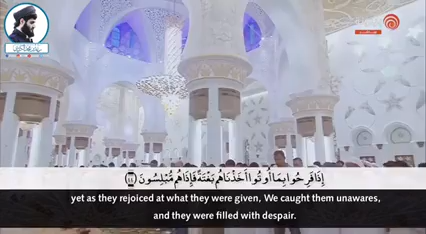 إِذَا فَرِحُوا بِمَا أُوتُوا أَخَذْنَاهُم بَغْتَةً فَإِذَا هُم مُّبْلِسُونَ
yet as they rejoiced at what they were given, We caught them unawares,
and they were filled with despair.